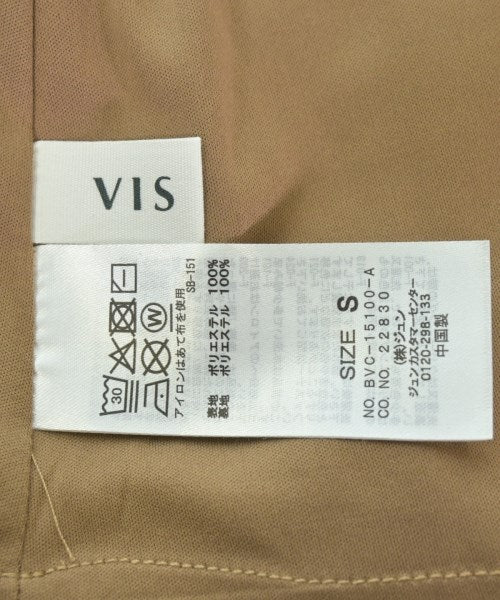 VIS
30
W
アイロンはあて布を使用
SB-151
表地 ポリエステル 100%
裏地 ポリエステル 100%
SIZE S
NO. BVC-15100-A
CO. NO. 22830
(株)ジュン
ジュンカスタマーセンター
0120-298-133
中国製